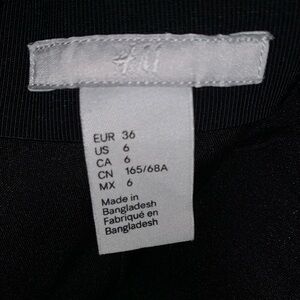 H&M
EUR 36
US 6
CA 6
CN 165/68A
MX 6
Made in
Bangladesh
Fabriqué en
Bangladesh